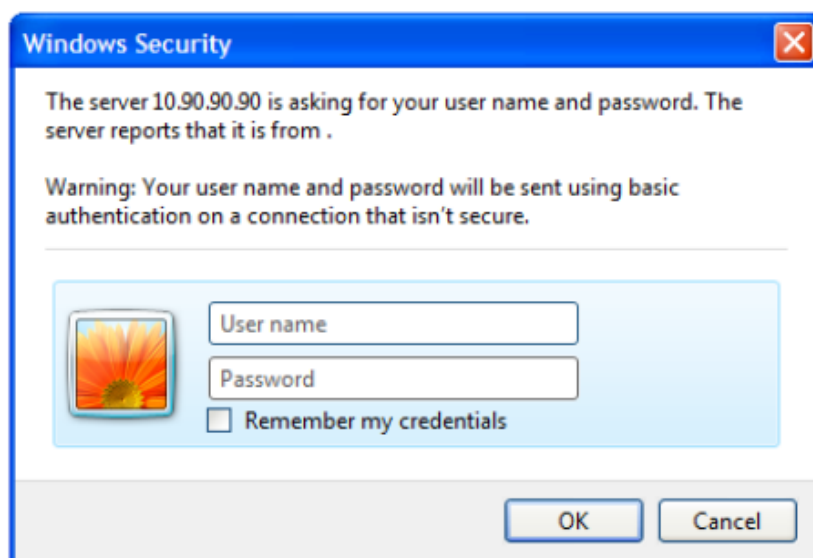 Windows Security
The server 10.90.90.90 is asking for your user name and password. The
server reports that it is from .
Warning: Your user name and password will be sent using basic
authentication on a connection that isn't secure.
User name
Password
Remember my credentials
OK
Cancel